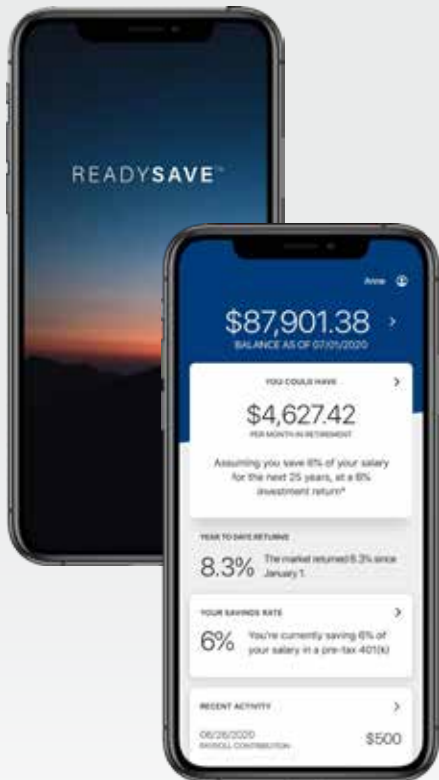 READYSAVE™
Anne
$87,901.38 >
BALANCE AS OF 07/01/2020
YOU COULD HAVE >
$4,627.42
PER MONTH IN RETIREMENT
Assuming you save 6% of your salary
for the next 25 years, at a 6%
investment return*
YEAR TO DATE RETURNS
8.3% The market returned 8.3% since
January 1.
YOUR SAVINGS RATE >
6% You're currently saving 6% of
your salary in a pre-tax 401(k)
RECENT ACTIVITY >
06/26/2020
PAYROLL CONTRIBUTION
$500